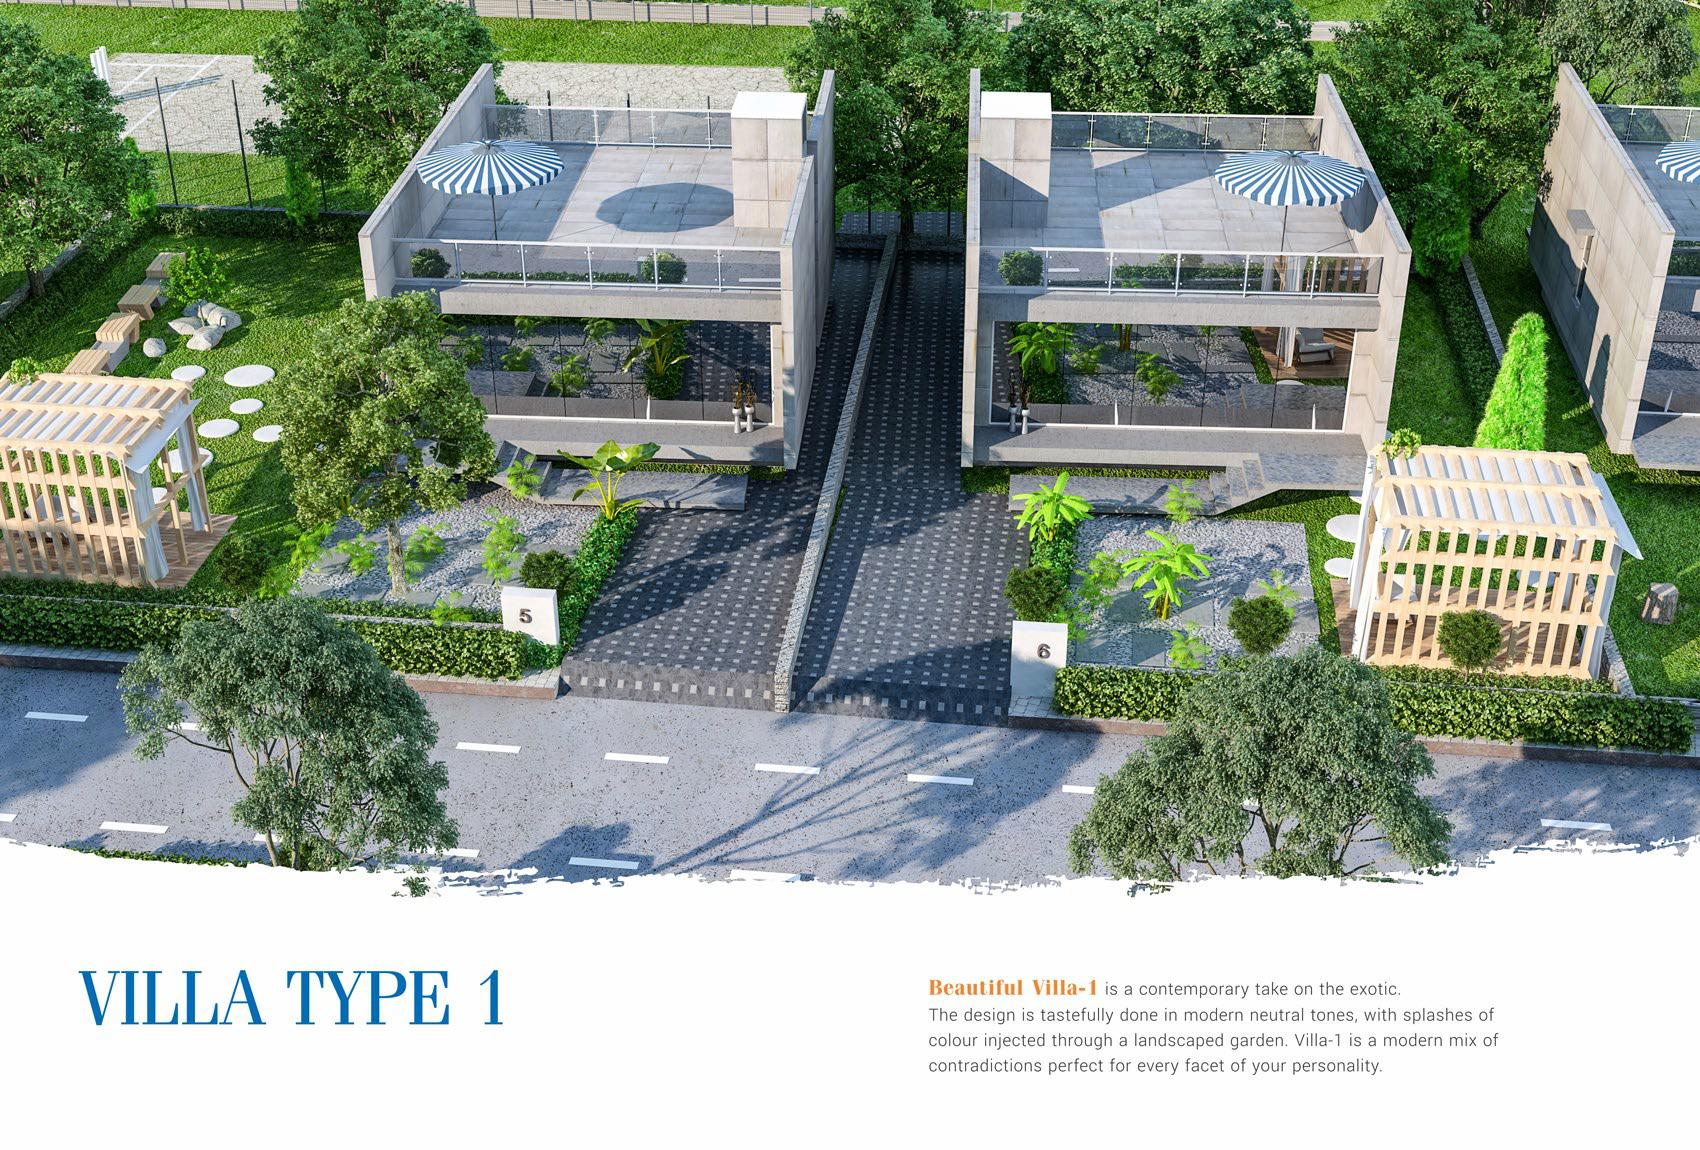 5
6
VILLA TYPE 1
Beautiful Villa-1 is a contemporary take on the exotic.
The design is tastefully done in modern neutral tones, with splashes of
colour injected through a landscaped garden. Villa-1 is a modern mix of
contradictions perfect for every facet of your personality.